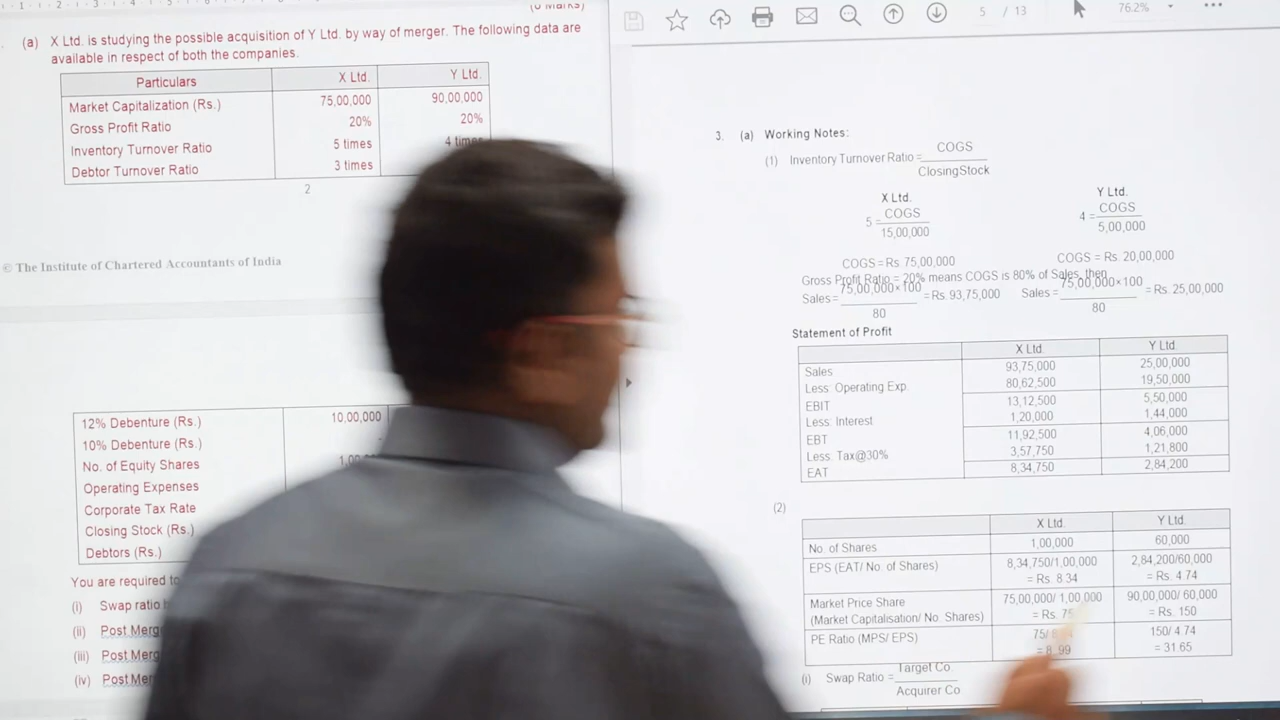 (a) X Ltd. is studying the possible acquisition of Y Ltd. by way of merger. The following data are
available in respect of both the companies.
Particulars X Ltd. Y Ltd.
Market Capitalization (Rs.) 75,00,000 90,00,000
Gross Profit Ratio 20% 20%
Inventory Turnover Ratio 5 times 4 times
Debtor Turnover Ratio 3 times
2
© The Institute of Chartered Accountants of India
12% Debenture (Rs.) 10,00,000
10% Debenture (Rs.) -
No. of Equity Shares
Operating Expenses
Corporate Tax Rate
Closing Stock (Rs.)
Debtors (Rs.)
You are required to
(i) Swap ratio
(ii) Post
(iii) Post
(iv) Post
5 / 13 76.2%
3. (a) Working Notes:
(1) Inventory Turnover Ratio = COGS
ClosingStock
X Ltd. Y Ltd.
5 = COGS 4 = COGS
15,00,000 5,00,000
COGS = Rs. 75,00,000 COGS = Rs. 20,00,000
Gross Profit Ratio = 20% means COGS is 80% of Sales, then
Sales = 75,00,000×100 = Rs. 93,75,000 Sales = 75,00,000×100 = Rs. 25,00,000
80 80
Statement of Profit
X Ltd Y Ltd.
Sales 93,75,000 25,00,000
Less: Operating Exp. 80,62,500 19,50,000
EBIT 13,12,500 5,50,000
Less: Interest 1,20,000 1,44,000
EBT 11,92,500 4,06,000
Less: Tax@30% 3,57,750 1,21,800
EAT 8,34,750 2,84,200
(2)
X Ltd. Y Ltd.
No. of Shares 1,00,000 60,000
EPS (EAT/ No. of Shares) 8,34,750/1,00,000 2,84,200/60,000
= Rs. 8.34 = Rs. 4.74
Market Price Share 75,00,000/ 1,00,000 90,00,000/ 60,000
(Market Capitalisation/ No. Shares) = Rs. 75 = Rs. 150
PE Ratio (MPS/ EPS) 75/ 150/ 4.74
= 8.99 = 31.65
(i) Swap Ratio = Target Co.
Acquirer Co